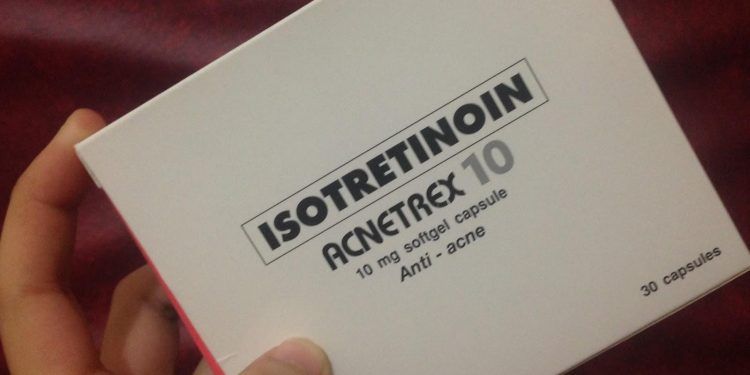 ISOTRETINOIN
ACNETREX 10
10 mg softgel capsule
Anti - acne
30 capsules